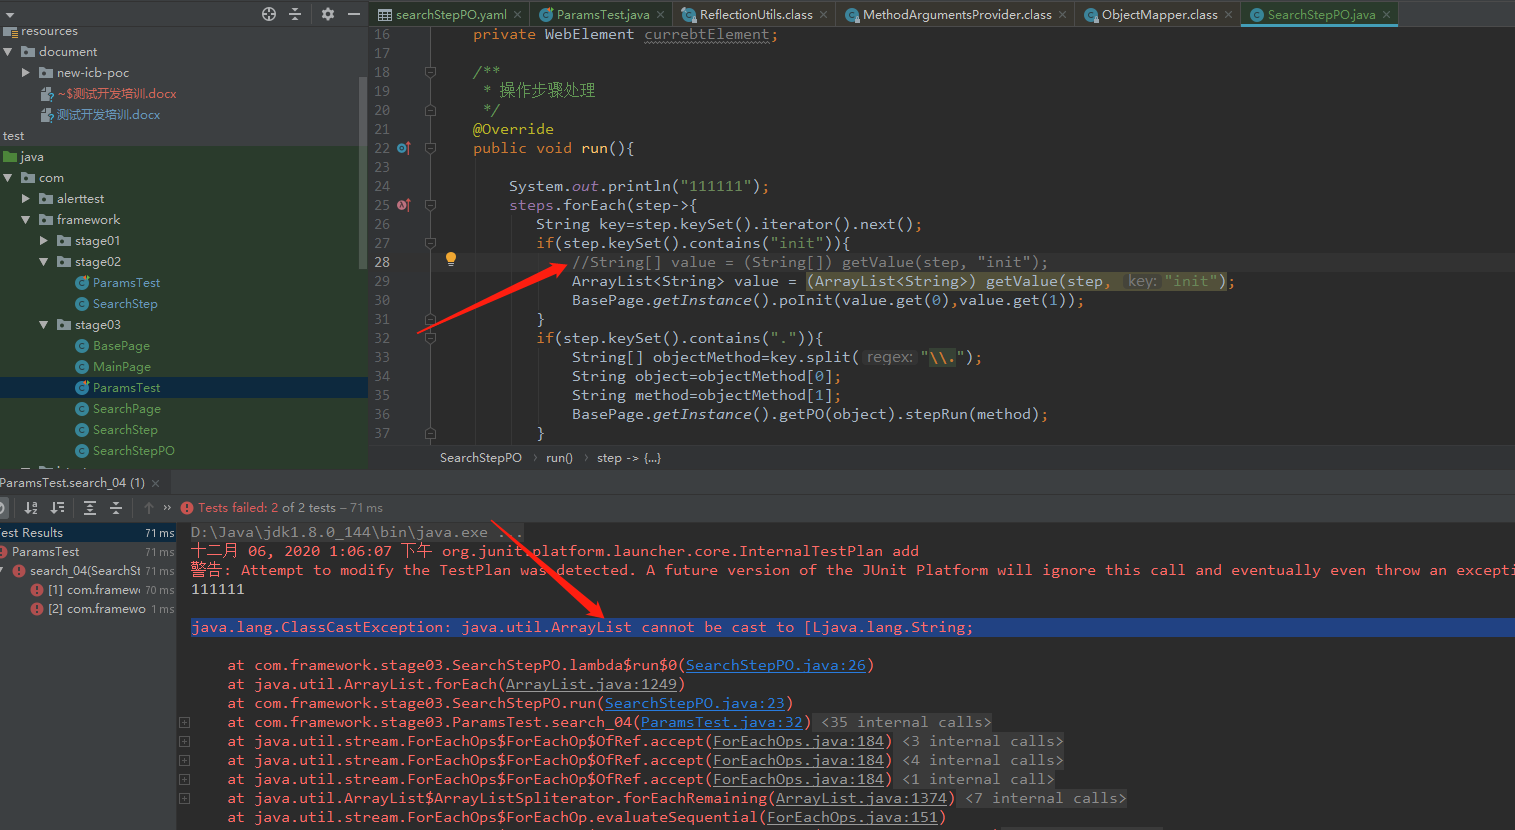 searchStepPO.yaml
ParamsTest.java
ReflectionUtils.class
MethodArgumentsProvider.class
ObjectMapper.class
SearchStepPO.java
resources
document
new-icb-poc
~$测试开发培训.docx
测试开发培训.docx
test
java
com
alerttest
framework
stage01
stage02
ParamsTest
SearchStep
stage03
BasePage
MainPage
ParamsTest
SearchPage
SearchStep
SearchStepPO
16 private WebElement currebtElement;
17
18 /**
19 * 操作步骤处理
20 */
21 @Override
22 public void run(){
23
24 System.out.println("111111");
25 steps.forEach(step->{
26 String key=step.keySet().iterator().next();
27 if(step.keySet().contains("init")){
28 //String[] value = (String[]) getValue(step, "init");
29 ArrayList<String> value = (ArrayList<String>) getValue(step, key: "init");
30 BasePage.getInstance().poInit(value.get(0),value.get(1));
31 }
32 if(step.keySet().contains(".")){
33 String[] objectMethod=key.split( regex: "\\.");
34 String object=objectMethod[0];
35 String method=objectMethod[1];
36 BasePage.getInstance().getPO(object).stepRun(method);
37 }
SearchStepPO › run() › step -> {...}
ParamsTest.search_04 (1)
Tests failed: 2 of 2 tests – 71 ms
est Results 71 ms
ParamsTest 71 ms
search_04(SearchSt 71 ms
[1] com.framew 70 ms
[2] com.framewo 1 ms
D:\Java\jdk1.8.0_144\bin\java.exe ...
十二月 06, 2020 1:06:07 下午 org.junit.platform.launcher.core.InternalTestPlan add
警告: Attempt to modify the TestPlan was detected. A future version of the JUnit Platform will ignore this call and eventually even throw an excepti
111111
java.lang.ClassCastException: java.util.ArrayList cannot be cast to [Ljava.lang.String;
at com.framework.stage03.SearchStepPO.lambda$run$0(SearchStepPO.java:26)
at java.util.ArrayList.forEach(ArrayList.java:1249)
at com.framework.stage03.SearchStepPO.run(SearchStepPO.java:23)
at com.framework.stage03.ParamsTest.search_04(ParamsTest.java:32) <35 internal calls>
at java.util.stream.ForEachOps$ForEachOp$OfRef.accept(ForEachOps.java:184) <3 internal calls>
at java.util.stream.ForEachOps$ForEachOp$OfRef.accept(ForEachOps.java:184) <4 internal calls>
at java.util.stream.ForEachOps$ForEachOp$OfRef.accept(ForEachOps.java:184) <1 internal call>
at java.util.ArrayList$ArrayListSpliterator.forEachRemaining(ArrayList.java:1374) <7 internal calls>
at java.util.stream.ForEachOps$ForEachOp.evaluateSequential(ForEachOps.java:151)